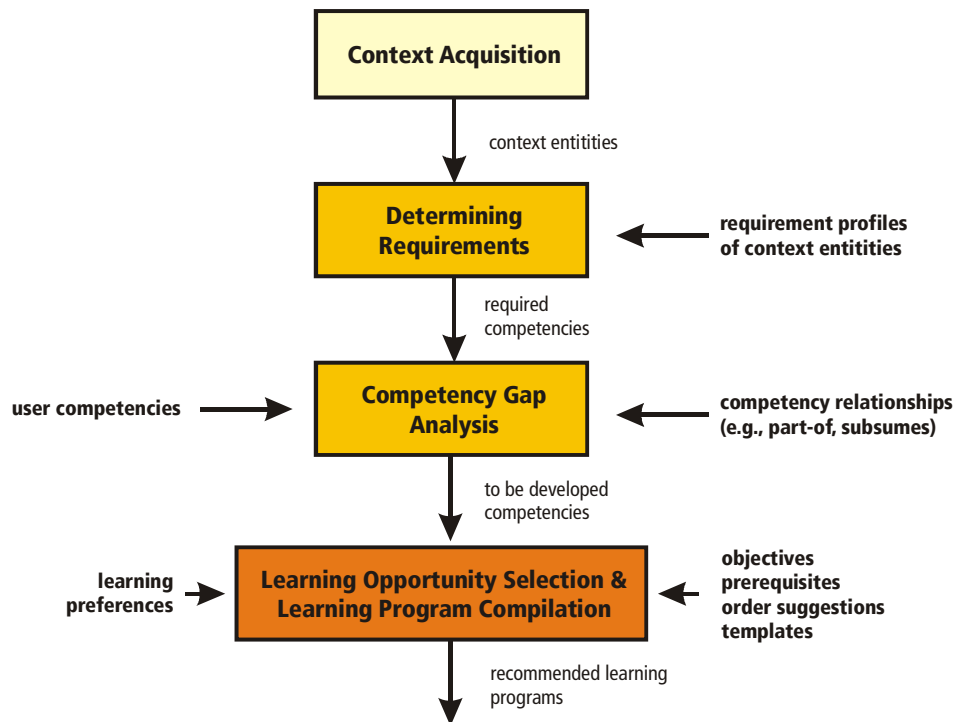 Context Acquisition
context entitities
Determining
Requirements
requirement profiles
of context entitities
required
competencies
user competencies
Competency Gap
Analysis
competency relationships
(e.g., part-of, subsumes)
to be developed
competencies
learning
preferences
Learning Opportunity Selection &
Learning Program Compilation
objectives
prerequisites
order suggestions
templates
recommended learning
programs